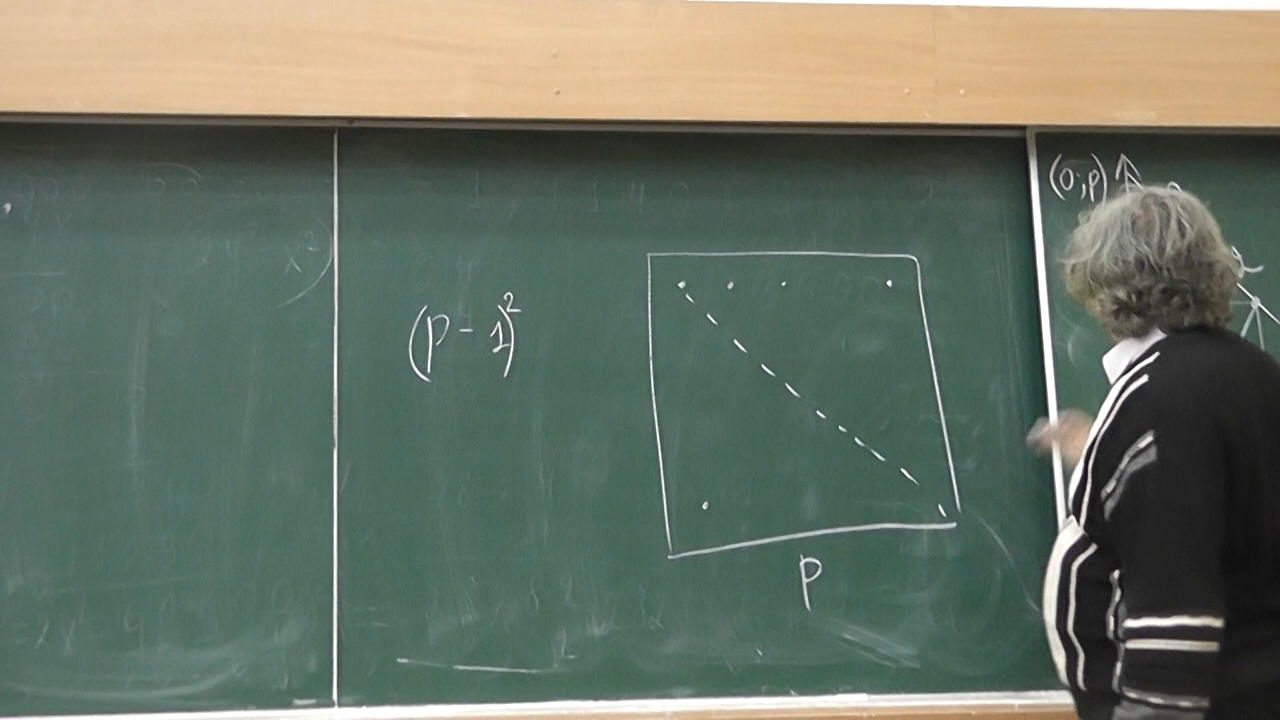 (p - 1)²
p
(0; p)